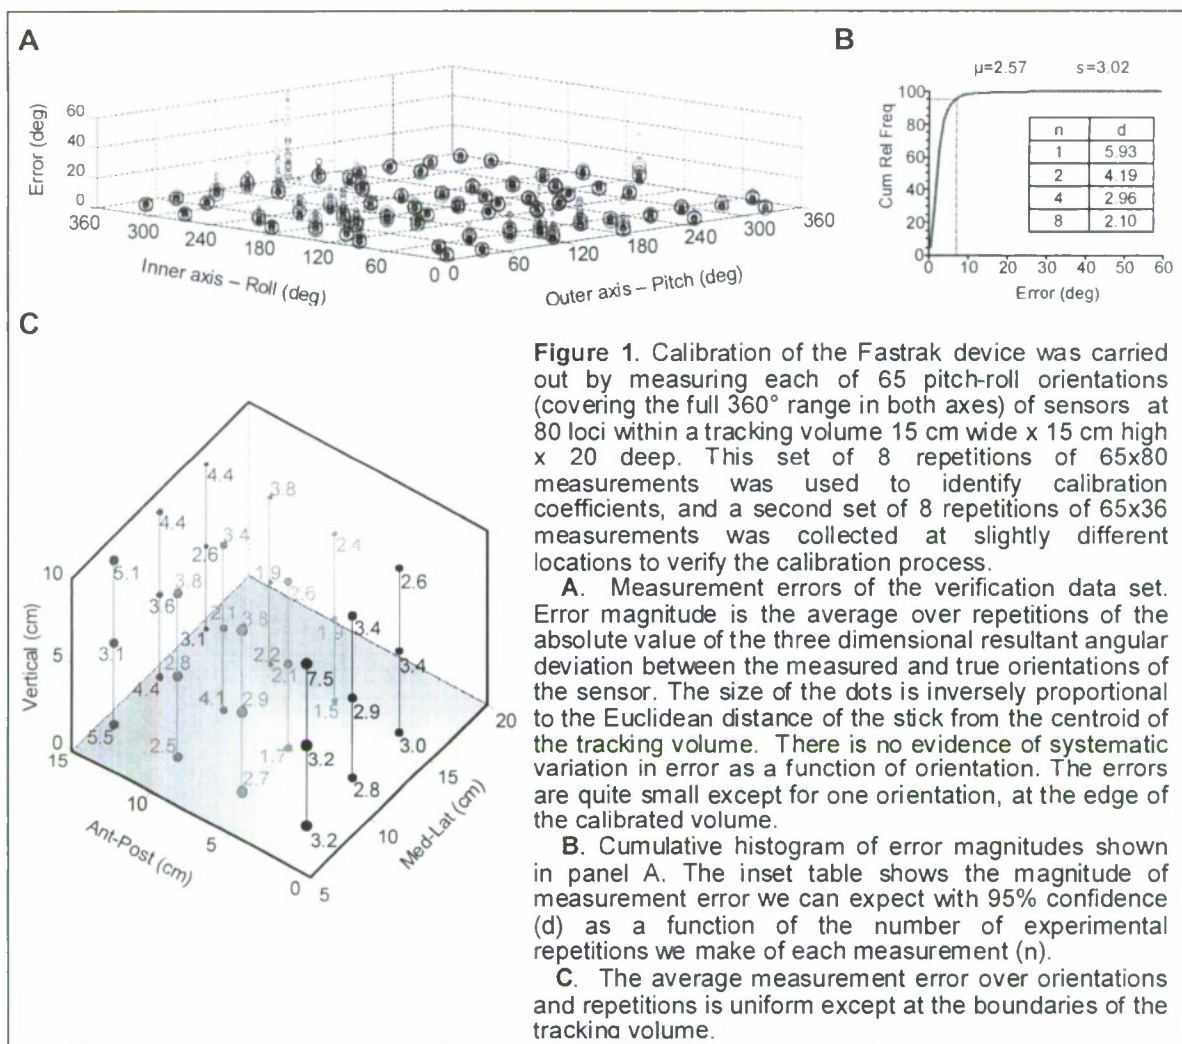 A
B
μ=2.57 s=3.02
Error (deg)
60
40
20
0
360
300
240
180
120
60
0
0
60
120
180
240
300
360
Inner axis – Roll (deg)
Outer axis – Pitch (deg)
Cum Rel Freq
100
80
60
40
20
0
0 10 20 30 40 50 60
Error (deg)
n d
1 5.93
2 4.19
4 2.96
8 2.10
C
4.4
3.8
4.4
3.4
2.4
5.1
2.6
1.9
2.6
3.8
2.6
3.6
2.1
3.8
1.9
3.4
3.1
3.1
2.8
2.2
2.1
7.5
3.4
4.4
4.1
2.9
1.5
2.9
5.5
2.5
1.7
3.2
3.0
2.7
2.8
3.2
Vertical (cm)
10
5
0
15
10
5
0
5
10
15
20
Ant-Post (cm)
Med-Lat (cm)
Figure 1. Calibration of the Fastrak device was carried
out by measuring each of 65 pitch-roll orientations
(covering the full 360° range in both axes) of sensors at
80 loci within a tracking volume 15 cm wide x 15 cm high
x 20 deep. This set of 8 repetitions of 65x80
measurements was used to identify calibration
coefficients, and a second set of 8 repetitions of 65x36
measurements was collected at slightly different
locations to verify the calibration process.
A. Measurement errors of the verification data set.
Error magnitude is the average over repetitions of the
absolute value of the three dimensional resultant angular
deviation between the measured and true orientations of
the sensor. The size of the dots is inversely proportional
to the Euclidean distance of the stick from the centroid of
the tracking volume. There is no evidence of systematic
variation in error as a function of orientation. The errors
are quite small except for one orientation, at the edge of
the calibrated volume.
B. Cumulative histogram of error magnitudes shown
in panel A. The inset table shows the magnitude of
measurement error we can expect with 95% confidence
(d) as a function of the number of experimental
repetitions we make of each measurement (n).
C. The average measurement error over orientations
and repetitions is uniform except at the boundaries of the
tracking volume.